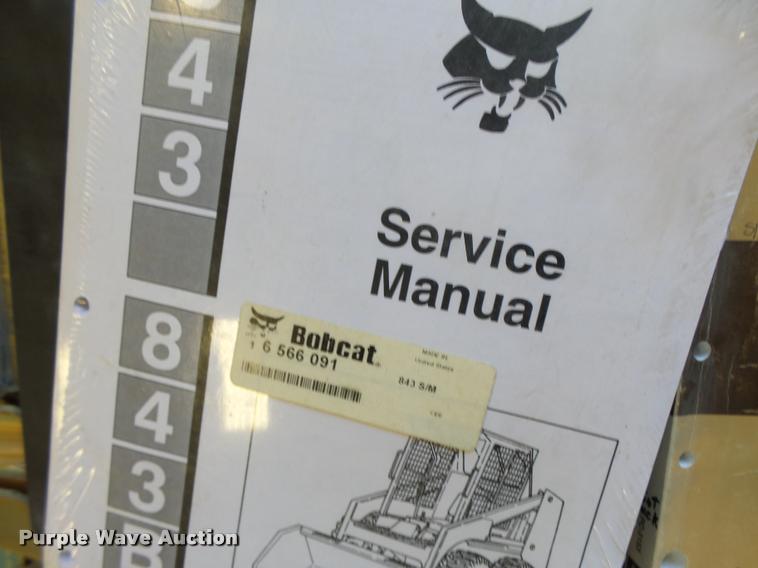 4
3
8
4
3
B
Service
Manual
Bobcat
1 6 566 091
MADE IN
United States
843 S/M
Purple Wave Auction